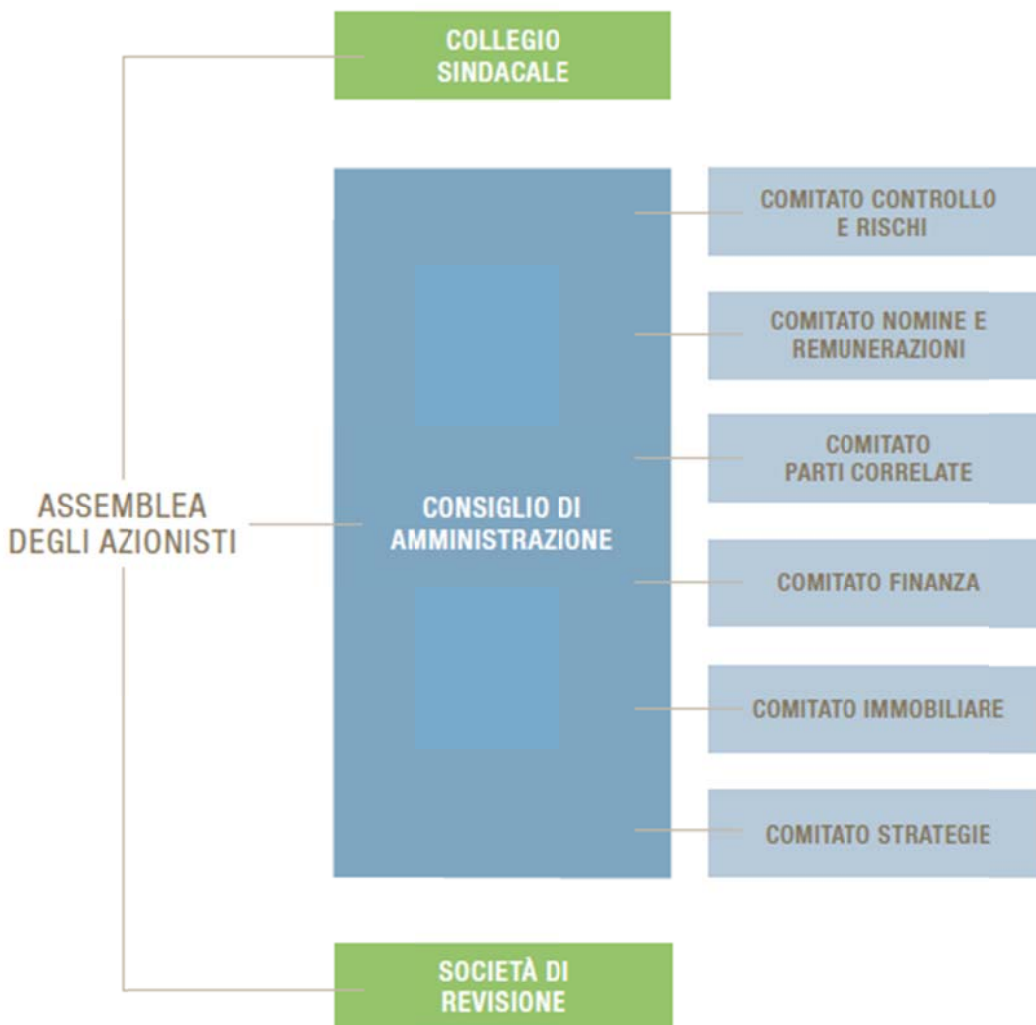 COLLEGIO
SINDACALE
COMITATO CONTROLLO
E RISCHI
COMITATO NOMINE E
REMUNERAZIONI
COMITATO
PARTI CORRELATE
ASSEMBLEA
DEGLI AZIONISTI
CONSIGLIO DI
AMMINISTRAZIONE
COMITATO FINANZA
COMITATO IMMOBILIARE
COMITATO STRATEGIE
SOCIETÀ DI
REVISIONE